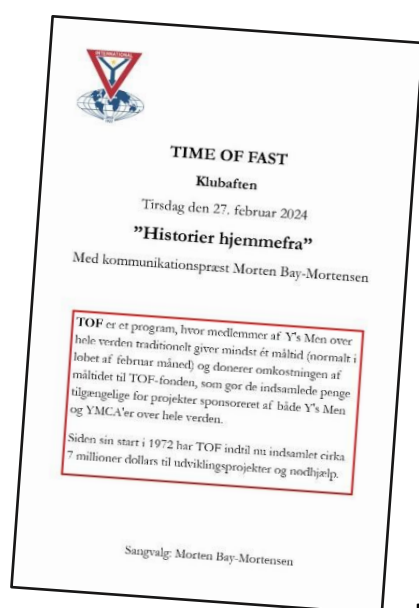 INTERNATIONAL
TIME OF FAST
Klubaften
Tirsdag den 27. februar 2024
”Historier hjemmefra”
Med kommunikationspræst Morten Bay-Mortensen
TOF er et program, hvor medlemmer af Y's Men over
hele verden traditionelt giver mindst ét måltid (normalt i
løbet af februar måned) og donerer omkostningen af
måltidet til TOF-fonden, som gør de indsamlede penge
tilgængelige for projekter sponsoreret af både Y's Men
og YMCA'er over hele verden.
Siden sin start i 1972 har TOF indtil nu indsamlet cirka
7 millioner dollars til udviklingsprojekter og nødhjælp.
Sangvalg: Morten Bay-Mortensen